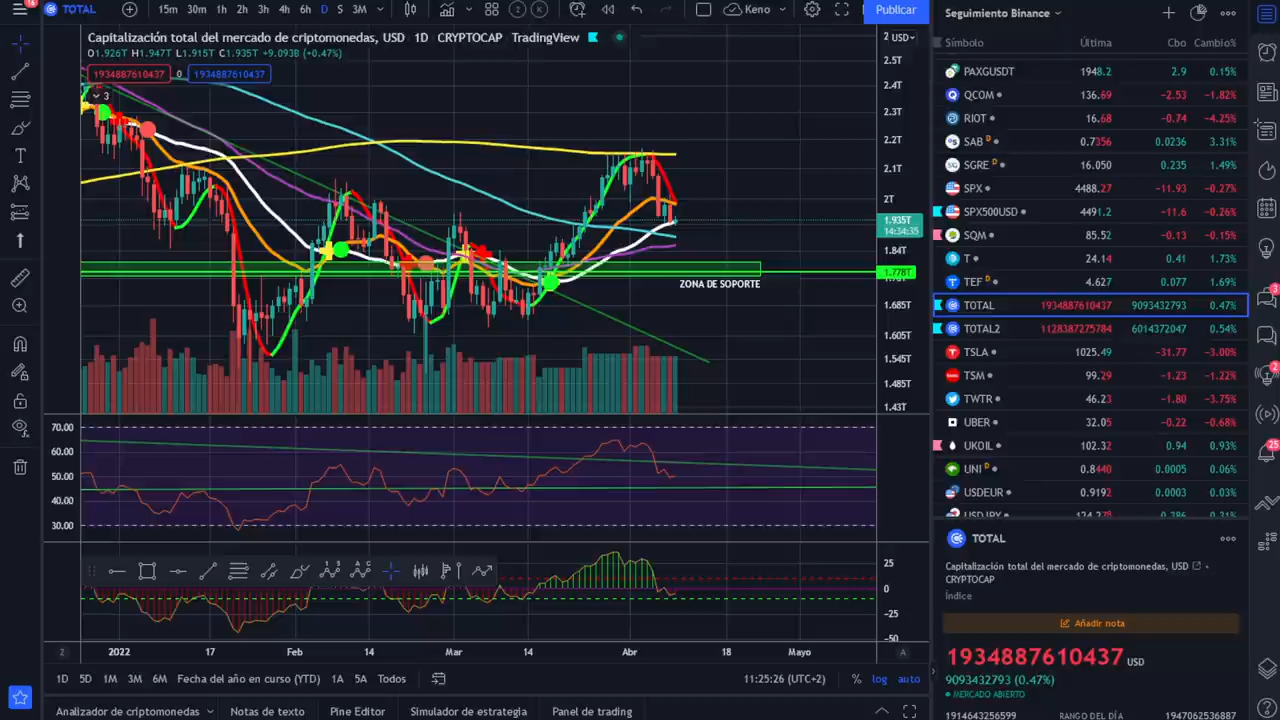 16
TOTAL
15m 30m 1h 2h 3h 4h 6h D S 3M
Keno
Publicar
Capitalización total del mercado de criptomonedas, USD 1D CRYPTOCAP TradingView
O1.926T H1.947T L1.915T C1.935T +9.093B (+0.47%)
1934887610437 0 1934887610437
3
2 USD
2.5T
2.4T
2.3T
2.2T
2.1T
2T
1.935T
14:34:35
1.84T
1.778T
ZONA DE SOPORTE
1.685T
1.605T
1.545T
1.485T
1.43T
70.00
60.00
50.00
40.00
30.00
25
0
−25
−50
Z 2022 17 Feb 14 Mar 14 Abr 18 Mayo A
1D 5D 1M 3M 6M Fecha del año en curso (YTD) 1A 5A Todos 11:25:26 (UTC+2) % log auto
Analizador de criptomonedas Notas de texto Pine Editor Simulador de estrategia Panel de trading
Seguimiento Binance
Símbolo Última Cbo Cambio%
PAXGUSDT 1948.2 2.9 0.15%
QCOM 136.69 −2.53 −1.82%
RIOT 16.68 −0.74 −4.25%
SAB D 0.7356 0.0236 3.31%
SGRE D 16.050 0.235 1.49%
SPX 4488.27 −11.93 −0.27%
SPX500USD 4491.2 −11.6 −0.26%
SQM 85.52 −0.13 −0.15%
T 24.14 0.41 1.73%
TEF D 4.627 0.077 1.69%
TOTAL 1934887610437 9093432793 0.47%
TOTAL2 1128387275784 6014372047 0.54%
TSLA 1025.49 −31.77 −3.00%
TSM 99.29 −1.23 −1.22%
TWTR 46.23 −1.80 −3.75%
UBER 32.05 −0.22 −0.68%
UKOIL 102.32 0.94 0.93%
UNI D 0.8440 0.0005 0.06%
USDEUR 0.9192 0.0003 0.03%
TOTAL
Capitalización total del mercado de criptomonedas, USD
CRYPTOCAP
Índice
Añadir nota
1934887610437 USD
9093432793 (0.47%)
MERCADO ABIERTO
1914643256599 RANGO DEL DÍA 1947062536887
3
2
25